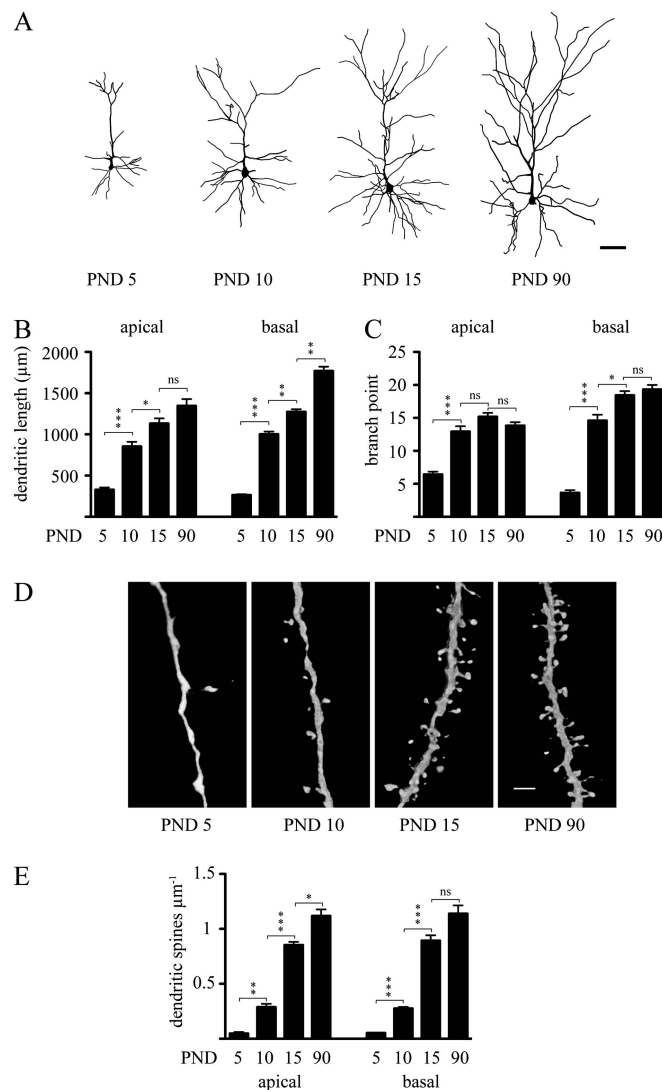 A
PND 5 PND 10 PND 15 PND 90
B
apical basal
dendritic length (µm)
2000
1500
1000
500
*** * ns *** ** **
PND 5 10 15 90 5 10 15 90
C
apical basal
branch point
25
20
15
10
5
*** ns ns *** * ns
PND 5 10 15 90 5 10 15 90
D
PND 5 PND 10 PND 15 PND 90
E
dendritic spines µm⁻¹
1.5
1
0.5
** *** * *** *** ns
PND 5 10 15 90 5 10 15 90
apical basal